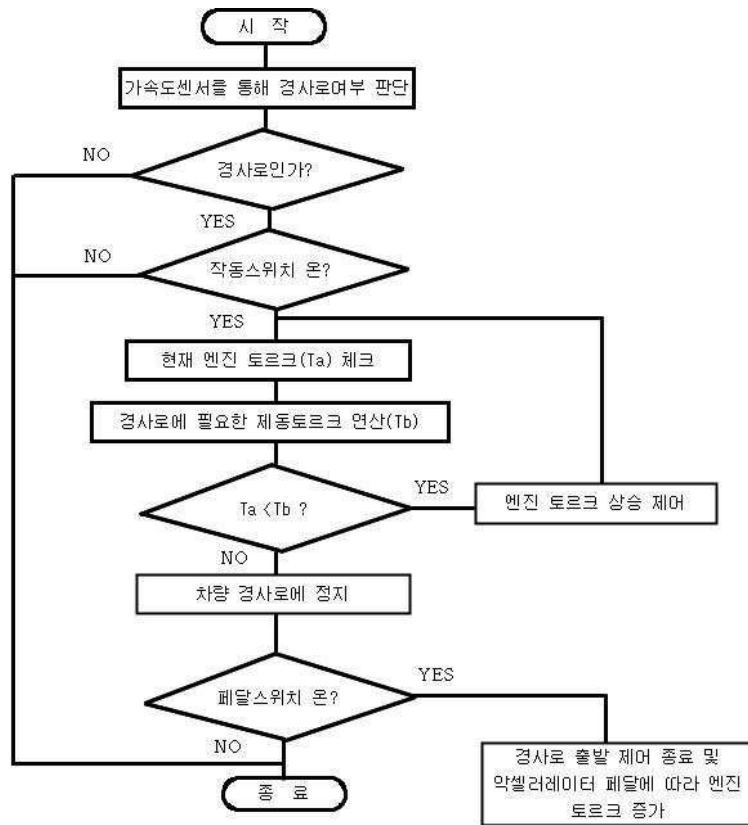 시 작
가속도센서를 통해 경사로여부 판단
NO
경사로인가?
YES
NO
작동스위치 온?
YES
현재 엔진 토르크(Ta) 체크
경사로에 필요한 제동토르크 연산(Tb)
YES
Ta <Tb ?
엔진 토르크 상승 제어
NO
차량 경사로에 정지
YES
페달스위치 온?
NO
경사로 출발 제어 종료 및
악셀러레이터 페달에 따라 엔진
토르크 증가
종 료